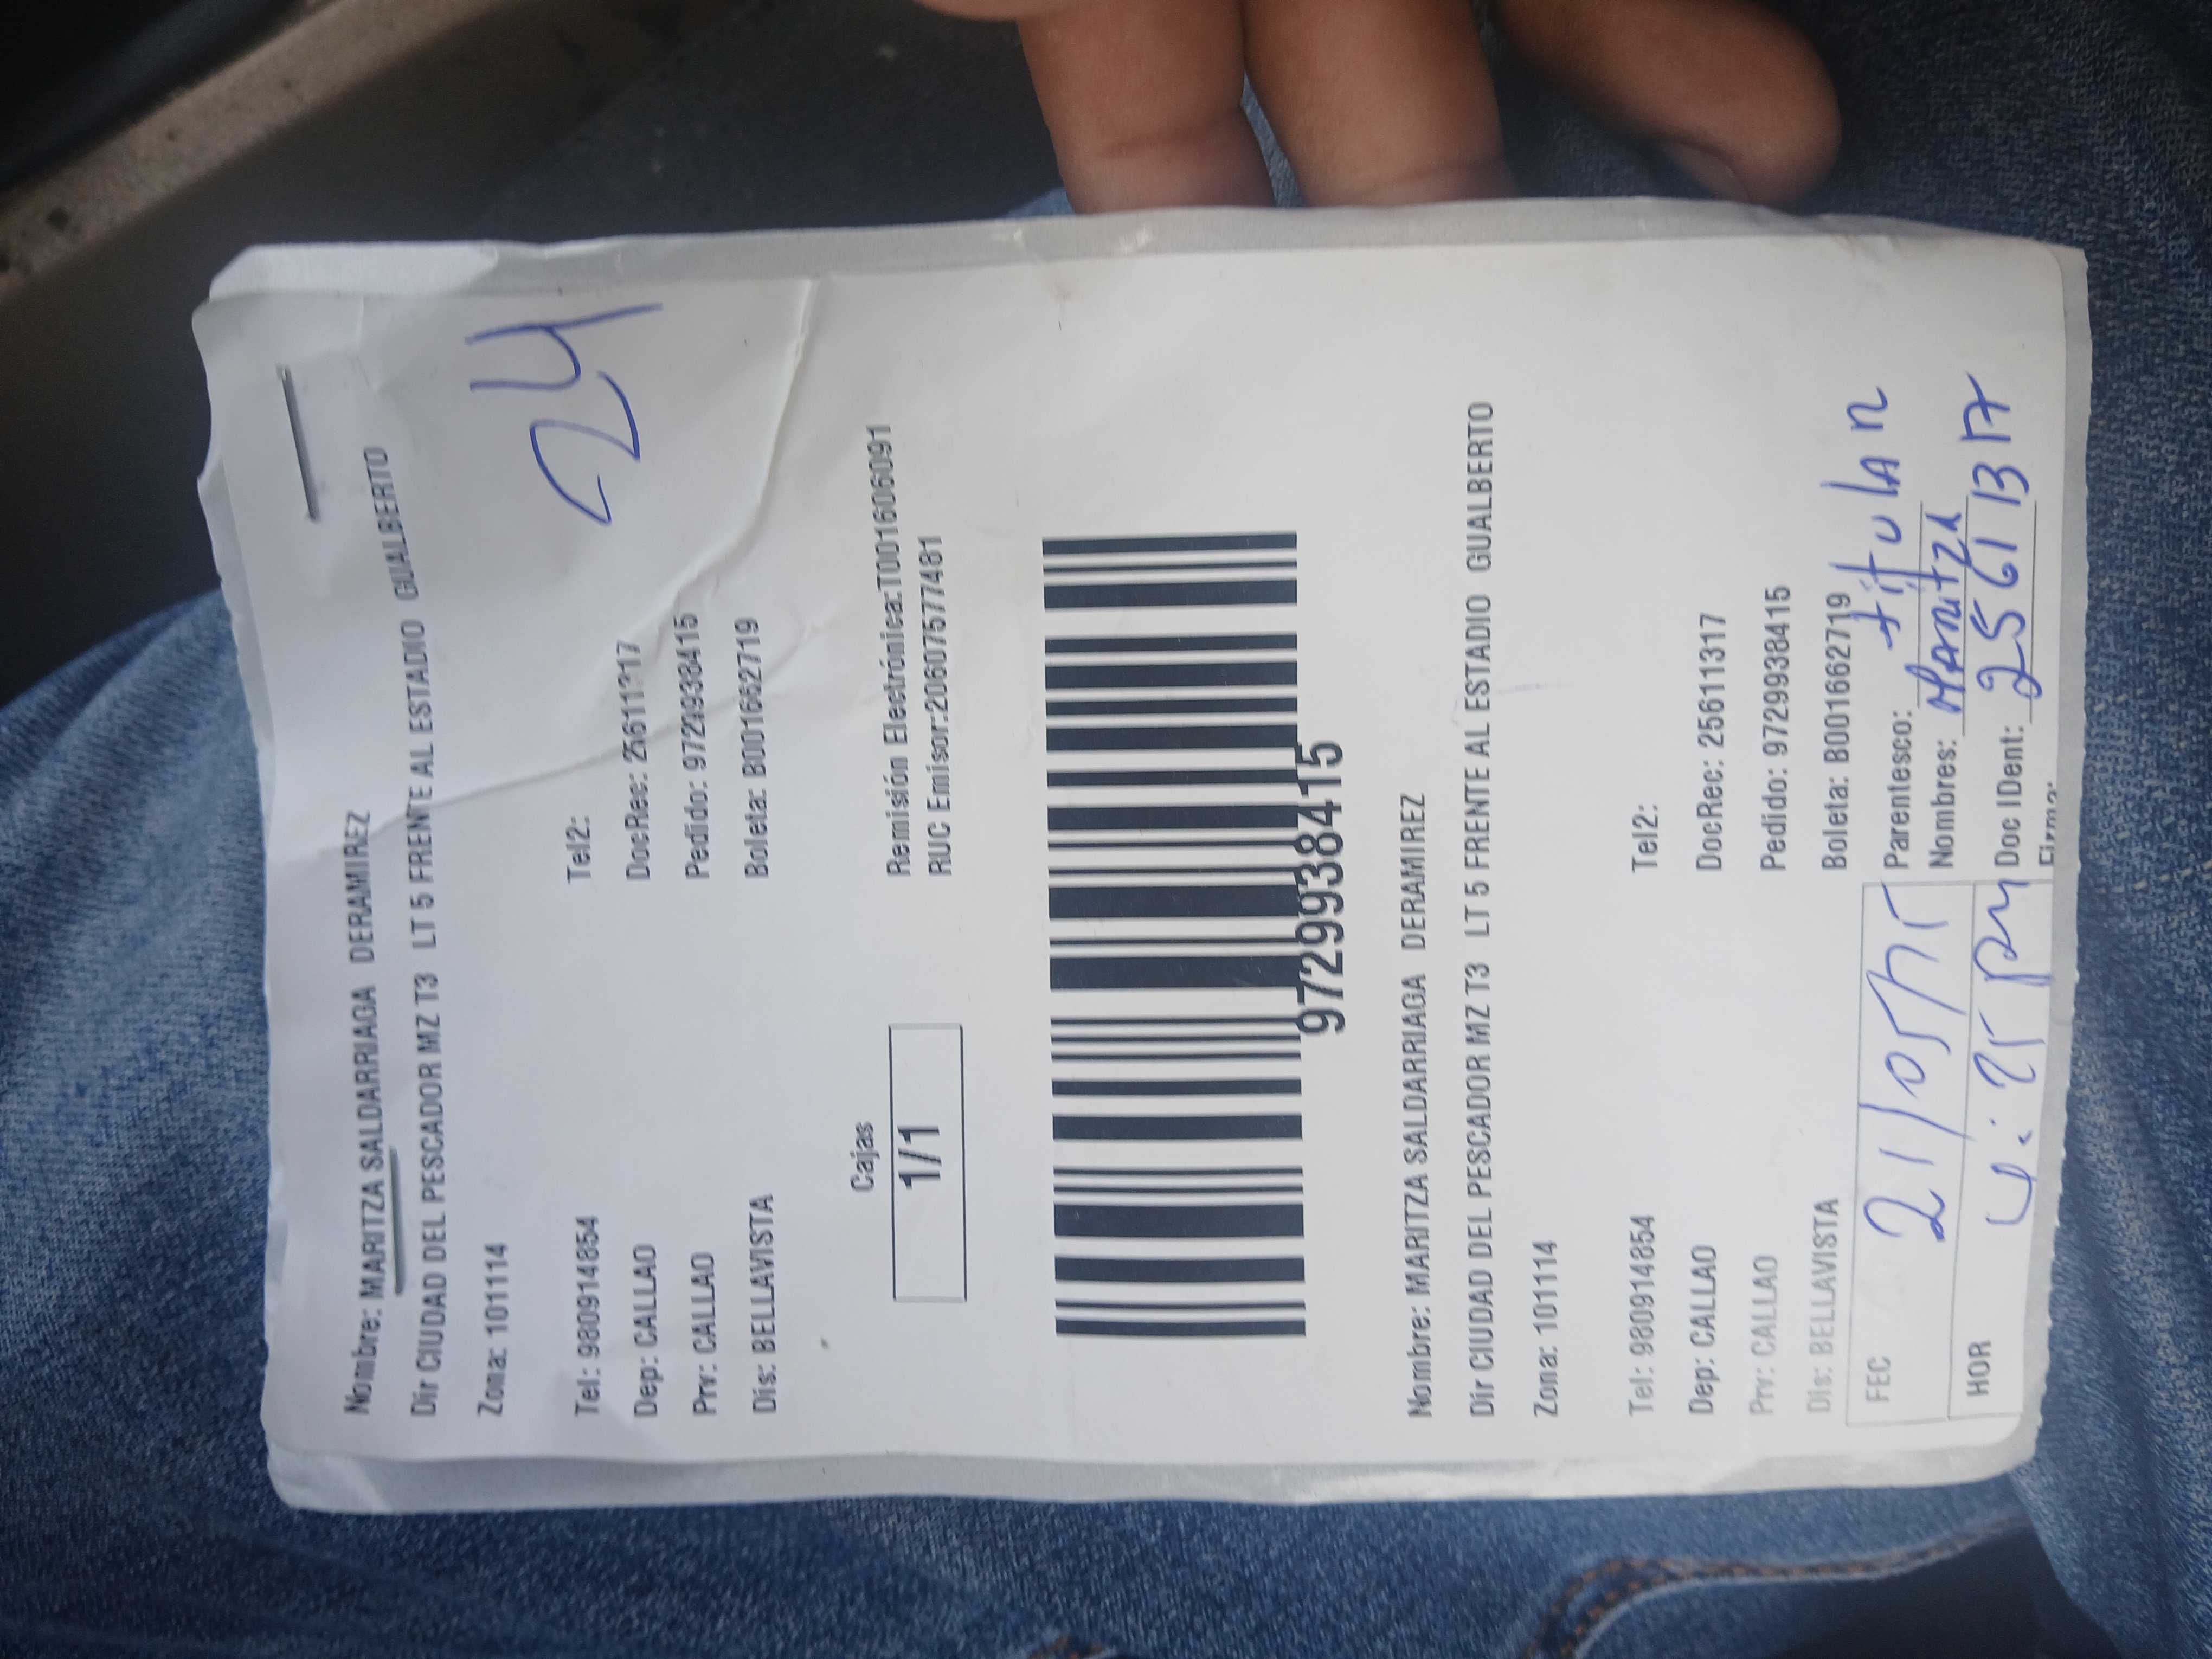 Nombre: MARITZA SALDARRIAGA DERAMIREZ
Dir CIUDAD DEL PESCADOR MZ T3 LT 5 FRENTE AL ESTADIO GUALBERTO
Zona: 101114
24
Tel: 980914854 Tel2:
Dep: CALLAO DocRec: 25611317
Prv: CALLAO Pedido: 9729938415
Dis: BELLAVISTA Boleta: B001662719
Cajas
1/1
Remisión Electrónica:T001606091
RUC Emisor:20607577481
9729938415
Nombre: MARITZA SALDARRIAGA DERAMIREZ
Dir CIUDAD DEL PESCADOR MZ T3 LT 5 FRENTE AL ESTADIO GUALBERTO
Zona: 101114
Tel: 980914854 Tel2:
Dep: CALLAO DocRec: 25611317
Prv: CALLAO Pedido: 9729938415
Dis: BELLAVISTA Boleta: B001662719
FEC Parentesco: titular
Nombres: Maritza
HOR Doc IDent: 25611317
Firma: